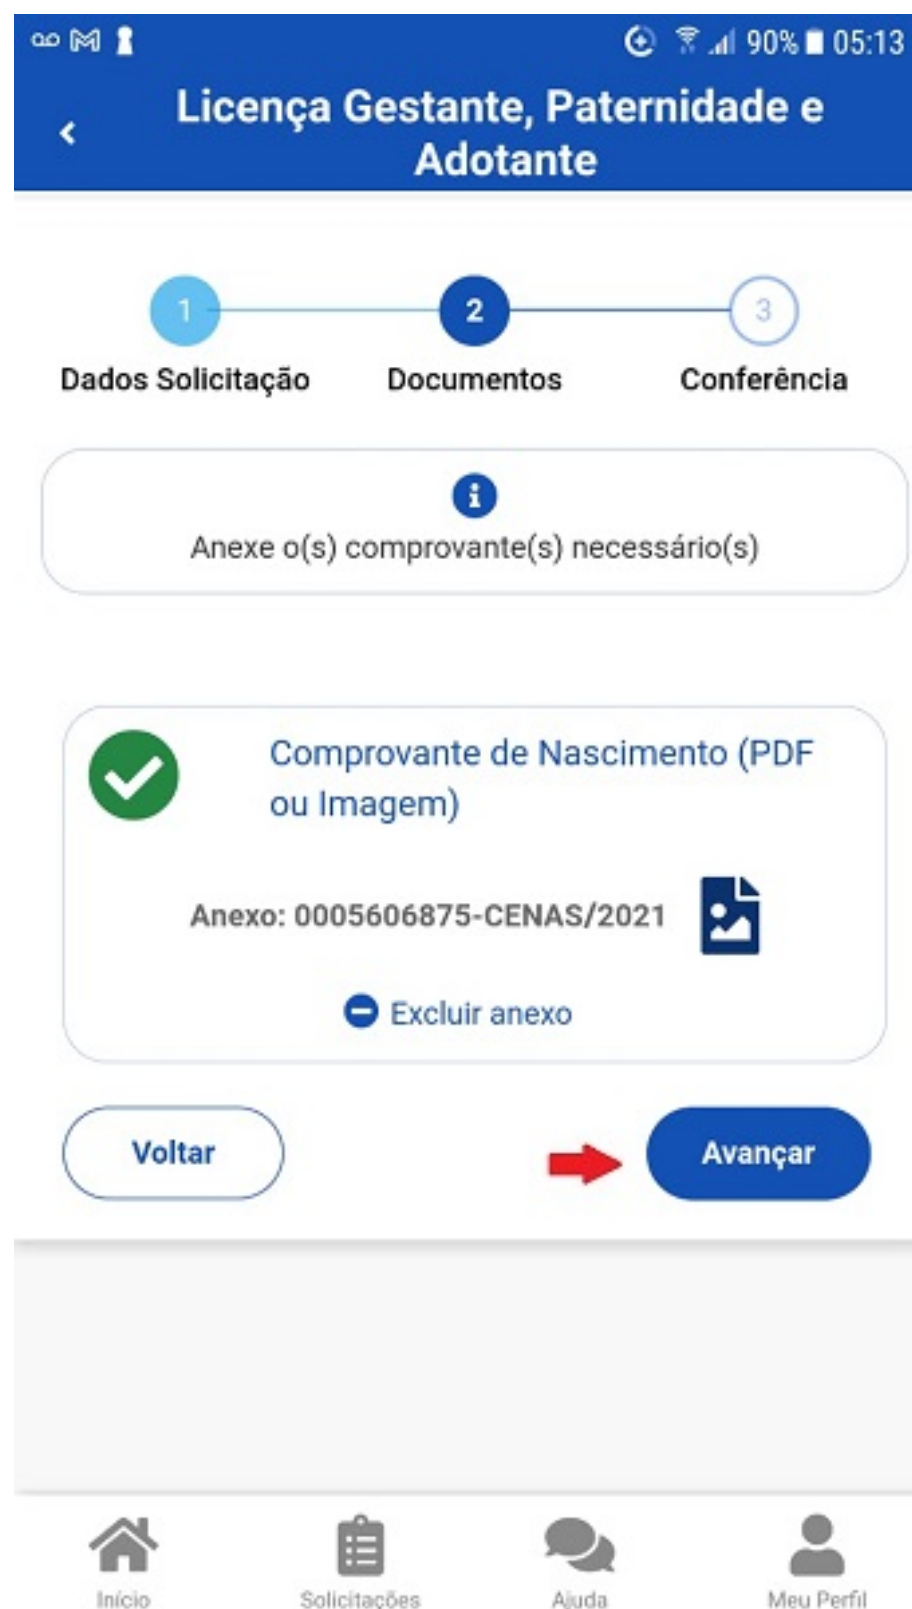 90% 05:13
Licença Gestante, Paternidade e
Adotante
1
2
3
Dados Solicitação
Documentos
Conferência
Anexe o(s) comprovante(s) necessário(s)
Comprovante de Nascimento (PDF
ou Imagem)
Anexo: 0005606875-CENAS/2021
Excluir anexo
Voltar
Avançar
Início
Solicitações
Ajuda
Meu Perfil